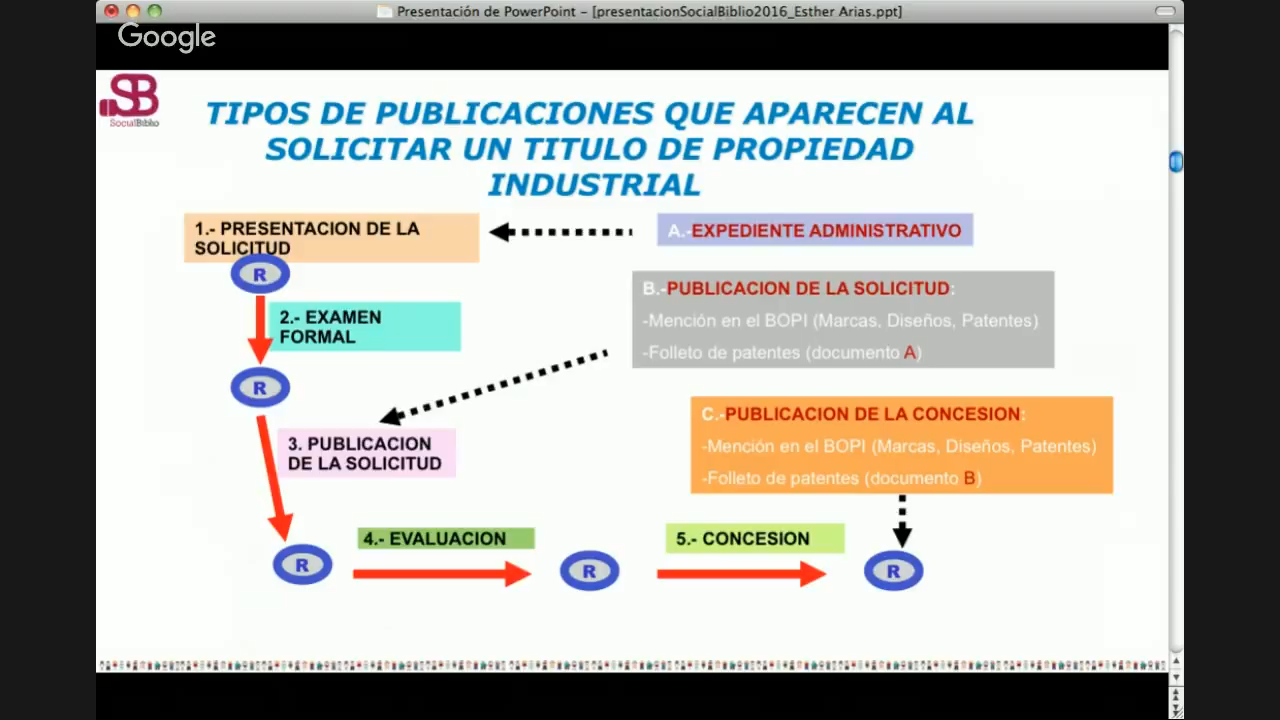 Presentación de PowerPoint – [presentacionSocialBiblio2016_Esther Arias.ppt]
Google
SB
SocialBiblio
TIPOS DE PUBLICACIONES QUE APARECEN AL
SOLICITAR UN TITULO DE PROPIEDAD
INDUSTRIAL
1.- PRESENTACION DE LA
SOLICITUD
A.-EXPEDIENTE ADMINISTRATIVO
R
B.-PUBLICACION DE LA SOLICITUD:
-Mención en el BOPI (Marcas, Diseños, Patentes)
-Folleto de patentes (documento A)
2.- EXAMEN
FORMAL
R
C.-PUBLICACION DE LA CONCESION:
-Mención en el BOPI (Marcas, Diseños, Patentes)
-Folleto de patentes (documento B)
3. PUBLICACION
DE LA SOLICITUD
4.- EVALUACION
5.- CONCESION
R
R
R